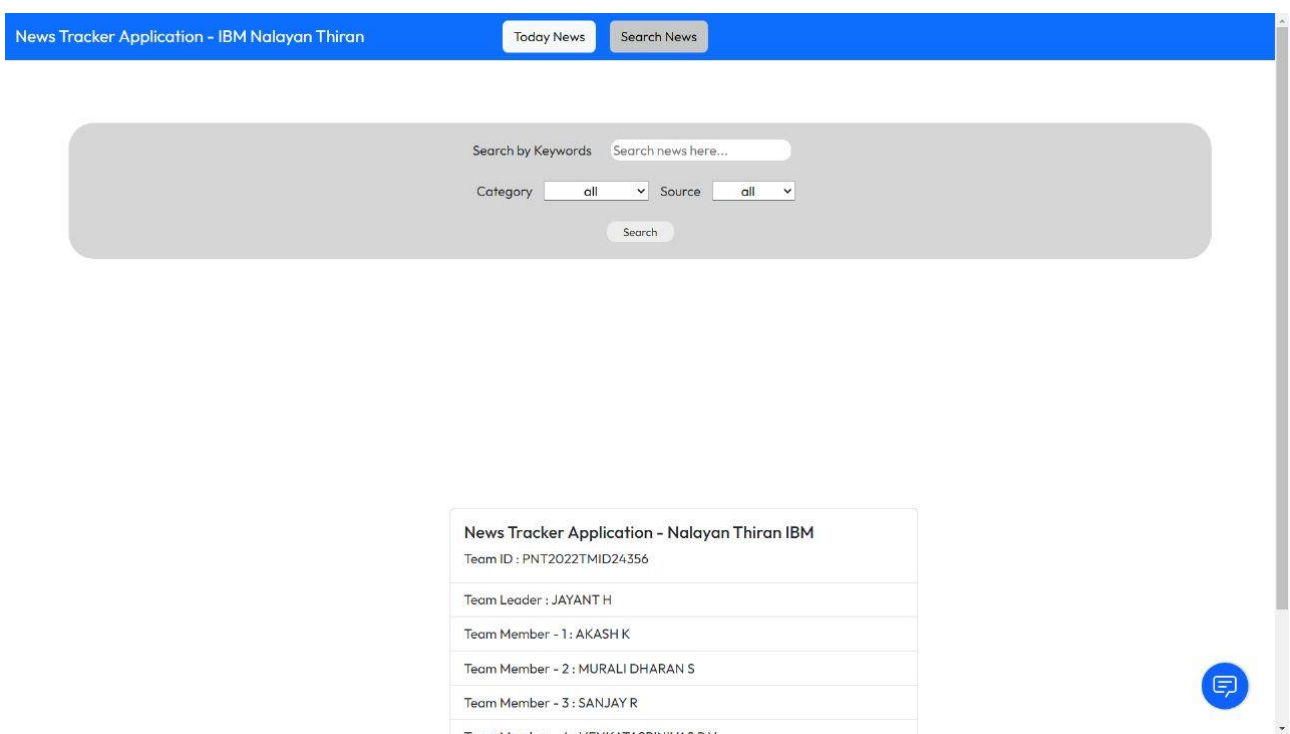 News Tracker Application - IBM Nalayan Thiran Today News Search News
Search by Keywords Search news here...
Category all Source all
Search
News Tracker Application - Nalayan Thiran IBM
Team ID : PNT2022TMID24356
Team Leader : JAYANT H
Team Member - 1 : AKASH K
Team Member - 2 : MURALI DHARAN S
Team Member - 3 : SANJAY R